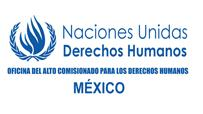 Naciones Unidas
Derechos Humanos
OFICINA DEL ALTO COMISIONADO PARA LOS DERECHOS HUMANOS
MÉXICO